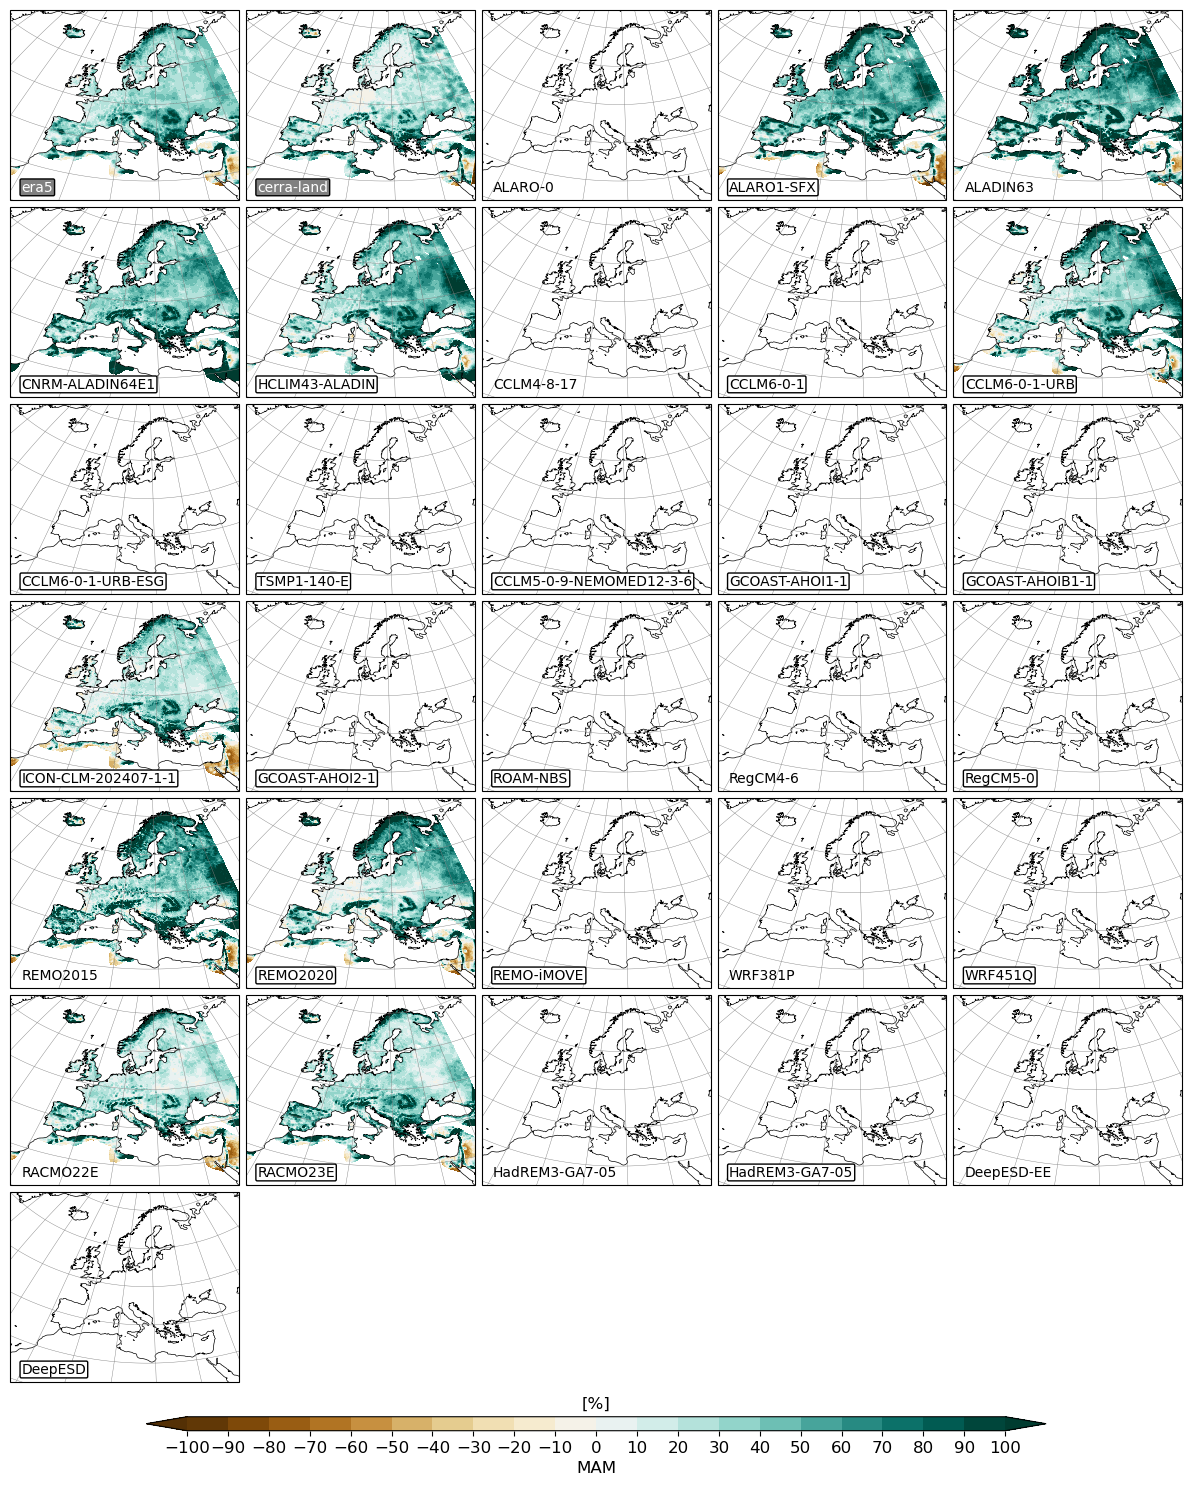 era5
cerra-land
ALARO-0
ALARO1-SFX
ALADIN63
CNRM-ALADIN64E1
HCLIM43-ALADIN
CCLM4-8-17
CCLM6-0-1
CCLM6-0-1-URB
CCLM6-0-1-URB-ESG
TSMP1-140-E
CCLM5-0-9-NEMOMED12-3-6
GCOAST-AHOI1-1
GCOAST-AHOIB1-1
ICON-CLM-202407-1-1
GCOAST-AHOI2-1
ROAM-NBS
RegCM4-6
RegCM5-0
REMO2015
REMO2020
REMO-iMOVE
WRF381P
WRF451Q
RACMO22E
RACMO23E
HadREM3-GA7-05
HadREM3-GA7-05
DeepESD-EE
DeepESD
[%]
−100 −90 −80 −70 −60 −50 −40 −30 −20 −10 0 10 20 30 40 50 60 70 80 90 100
MAM